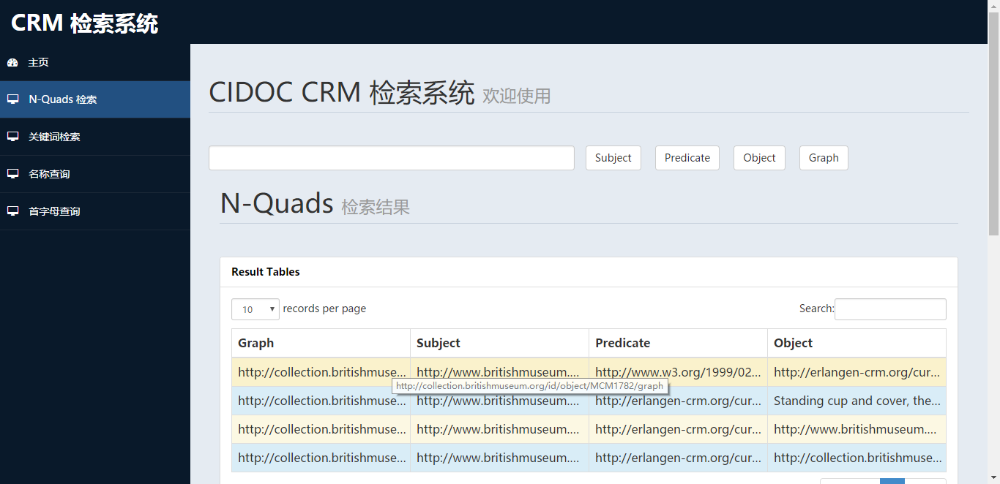 CRM 检索系统
主页
N-Quads 检索
关键词检索
名称查询
首字母查询
CIDOC CRM 检索系统 欢迎使用
Subject Predicate Object Graph
N-Quads 检索结果
Result Tables
10 records per page Search:
Graph Subject Predicate Object
http://collection.britishmuse... http://www.britishmuseum.... http://www.w3.org/1999/02... http://erlangen-crm.org/cur...
http://collection.britishmuseum.org/id/object/MCM1782/graph
http://collection.britishmuse... http://www.britishmuseum.... http://erlangen-crm.org/cur... Standing cup and cover, the...
http://collection.britishmuse... http://www.britishmuseum.... http://erlangen-crm.org/cur... http://www.britishmuseum....
http://collection.britishmuse... http://www.britishmuseum.... http://erlangen-crm.org/cur... http://collection.britishmuse...